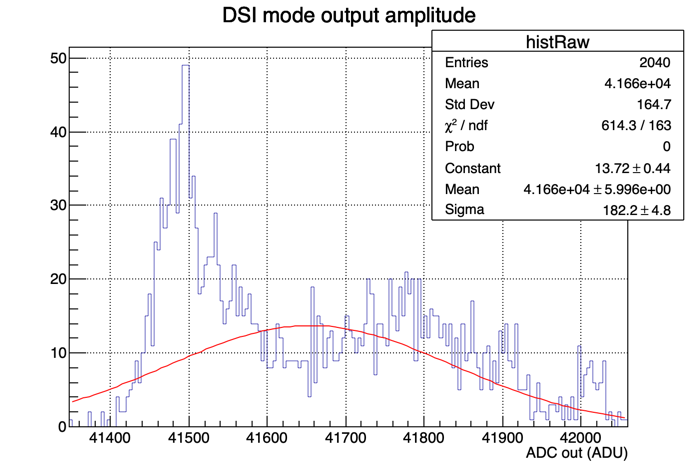 DSI mode output amplitude
histRaw
Entries 2040
Mean 4.166e+04
Std Dev 164.7
χ² / ndf 614.3 / 163
Prob 0
Constant 13.72 ± 0.44
Mean 4.166e+04 ± 5.996e+00
Sigma 182.2 ± 4.8
50
40
30
20
10
0
41400 41500 41600 41700 41800 41900 42000
ADC out (ADU)